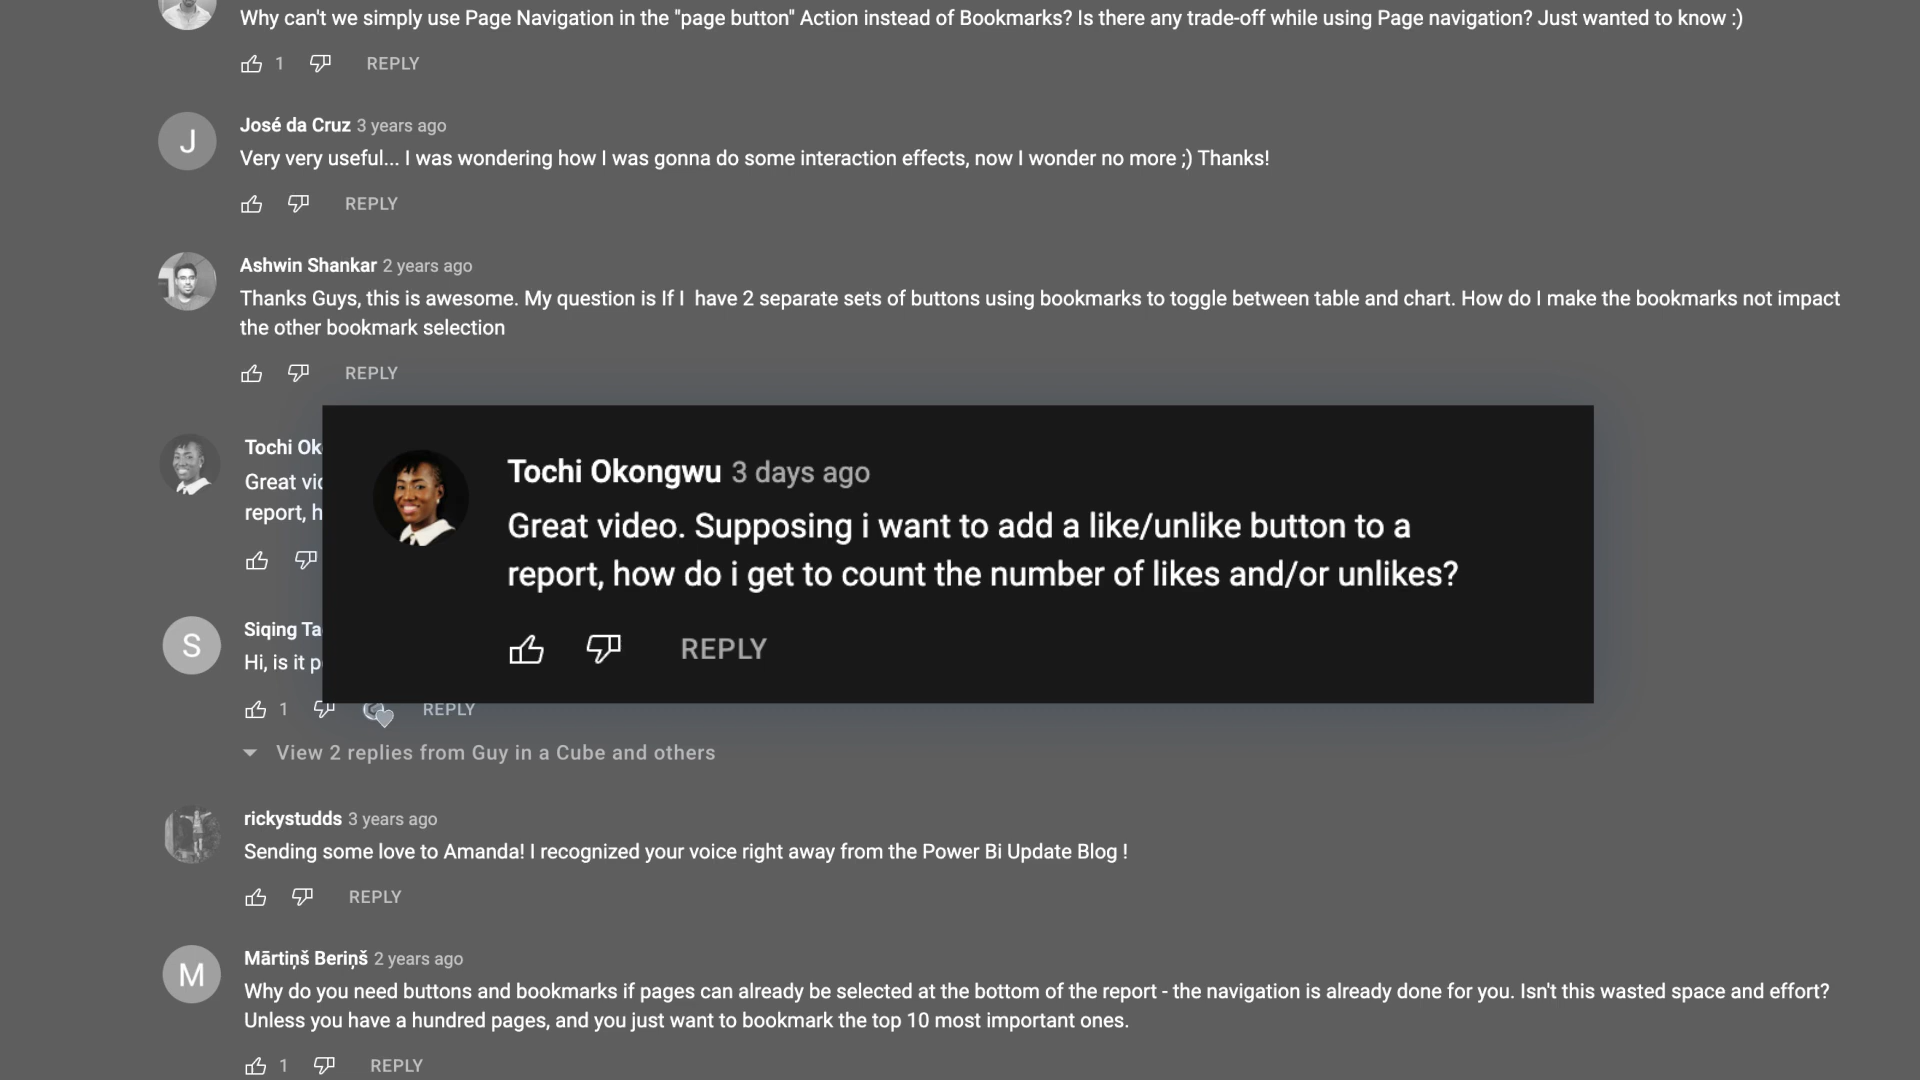 Why can't we simply use Page Navigation in the "page button" Action instead of Bookmarks? Is there any trade-off while using Page navigation? Just wanted to know :)
1 REPLY
J
José da Cruz 3 years ago
Very very useful... I was wondering how I was gonna do some interaction effects, now I wonder no more ;) Thanks!
REPLY
Ashwin Shankar 2 years ago
Thanks Guys, this is awesome. My question is If I have 2 separate sets of buttons using bookmarks to toggle between table and chart. How do I make the bookmarks not impact
the other bookmark selection
REPLY
Tochi Ok
Great vi
report, h
Tochi Okongwu 3 days ago
Great video. Supposing i want to add a like/unlike button to a
report, how do i get to count the number of likes and/or unlikes?
REPLY
S
Siqing Ta
Hi, is it p
1 REPLY
View 2 replies from Guy in a Cube and others
rickystudds 3 years ago
Sending some love to Amanda! I recognized your voice right away from the Power Bi Update Blog !
REPLY
M
Mārtiņš Beriņš 2 years ago
Why do you need buttons and bookmarks if pages can already be selected at the bottom of the report - the navigation is already done for you. Isn't this wasted space and effort?
Unless you have a hundred pages, and you just want to bookmark the top 10 most important ones.
1 REPLY